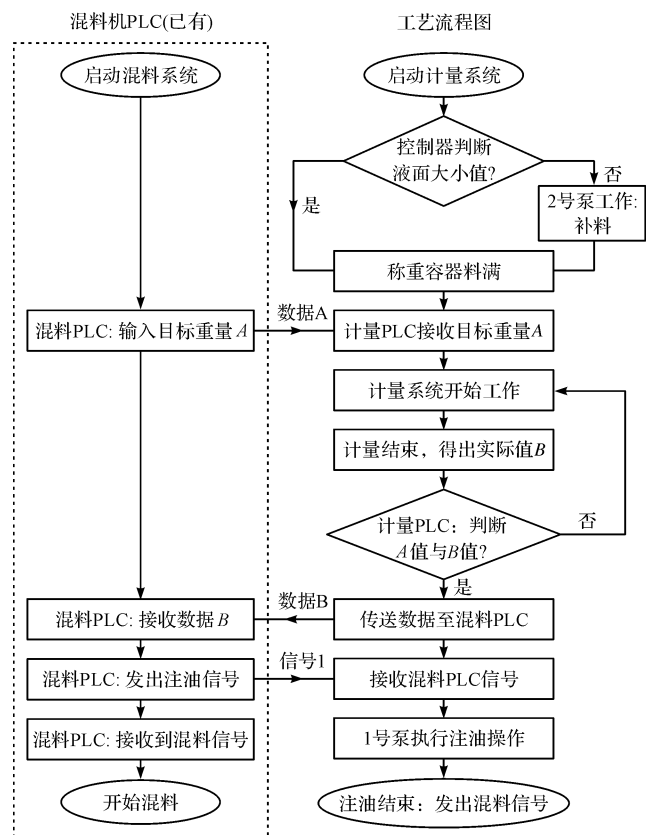 混料机PLC(已有)
工艺流程图
启动混料系统
启动计量系统
控制器判断
液面大小值?
是
否
2号泵工作:
补料
称重容器料满
混料PLC: 输入目标重量A
数据A
计量PLC接收目标重量A
计量系统开始工作
计量结束，得出实际值B
计量PLC：判断
A值与B值?
否
是
混料PLC: 接收数据B
数据B
传送数据至混料PLC
混料PLC: 发出注油信号
信号1
接收混料PLC信号
混料PLC: 接收到混料信号
1号泵执行注油操作
开始混料
注油结束：发出混料信号